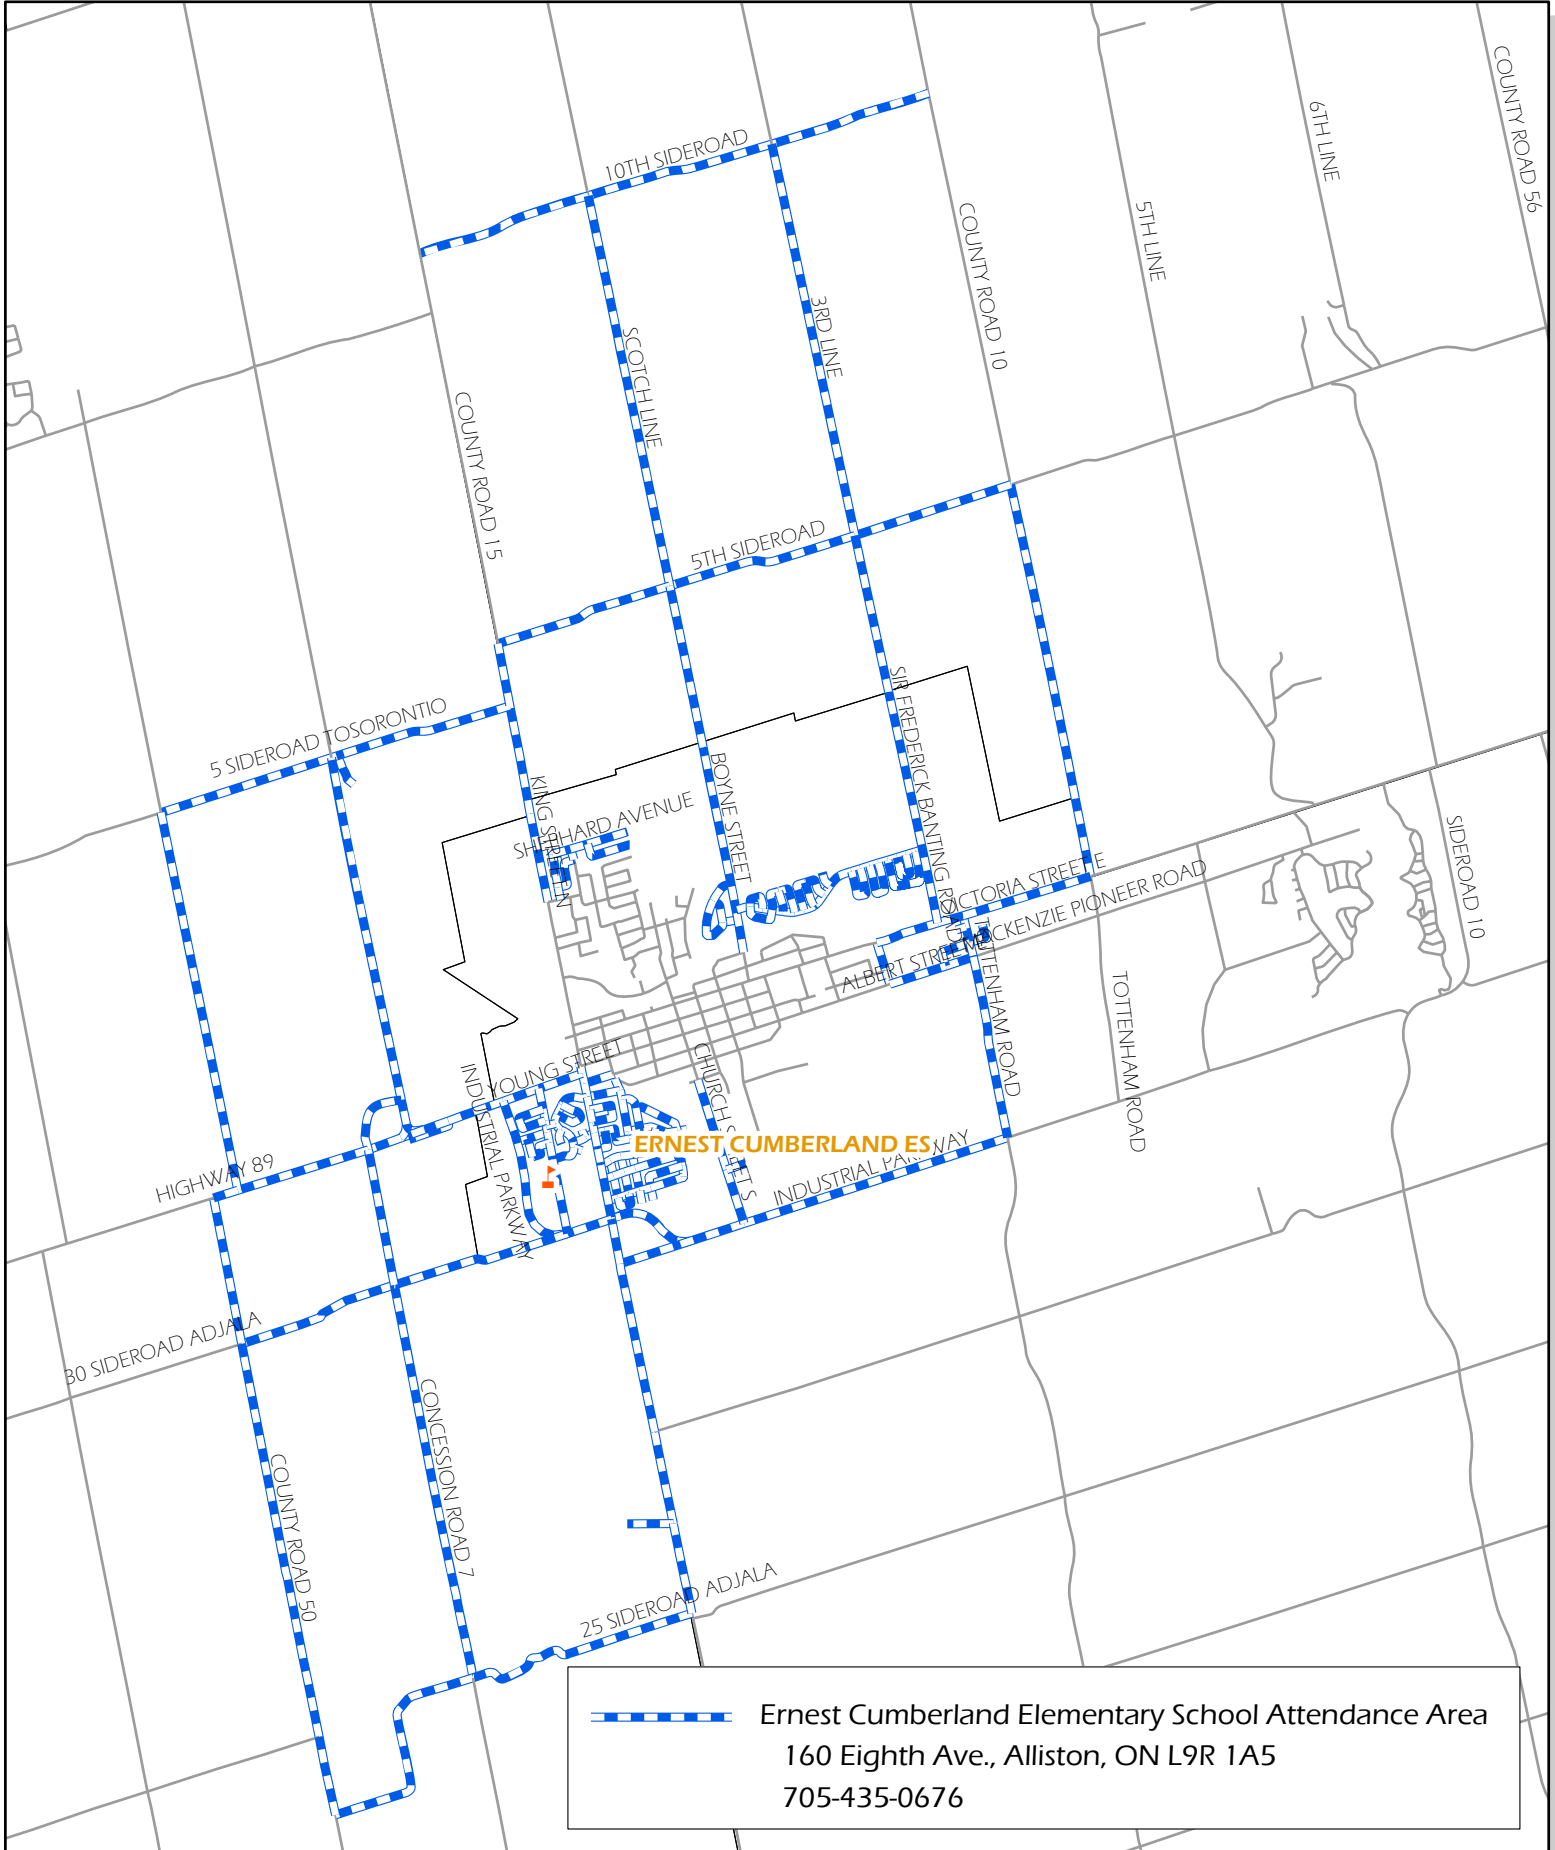 COUNTY ROAD 56
6TH LINE
10TH SIDEROAD
5TH LINE
COUNTY ROAD 10
3RD LINE
SCOTCH LINE
COUNTY ROAD 15
5TH SIDEROAD
SIR FREDERICK BANTING ROAD
5 SIDEROAD TOSORONTIO
BOYNE STREET
KING STREET N
SHEPHARD AVENUE
SIDEROAD 10
VICTORIA STREET E
MACKENZIE PIONEER ROAD
ALBERT STREET
TOTTENHAM ROAD
TOTTENHAM ROAD
YOUNG STREET
CHURCH STREET S
INDUSTRIAL PARKWAY
ERNEST CUMBERLAND ES
INDUSTRIAL PARKWAY
HIGHWAY 89
30 SIDEROAD ADJALA
CONCESSION ROAD 7
COUNTY ROAD 50
25 SIDEROAD ADJALA
Ernest Cumberland Elementary School Attendance Area
160 Eighth Ave., Alliston, ON L9R 1A5
705-435-0676